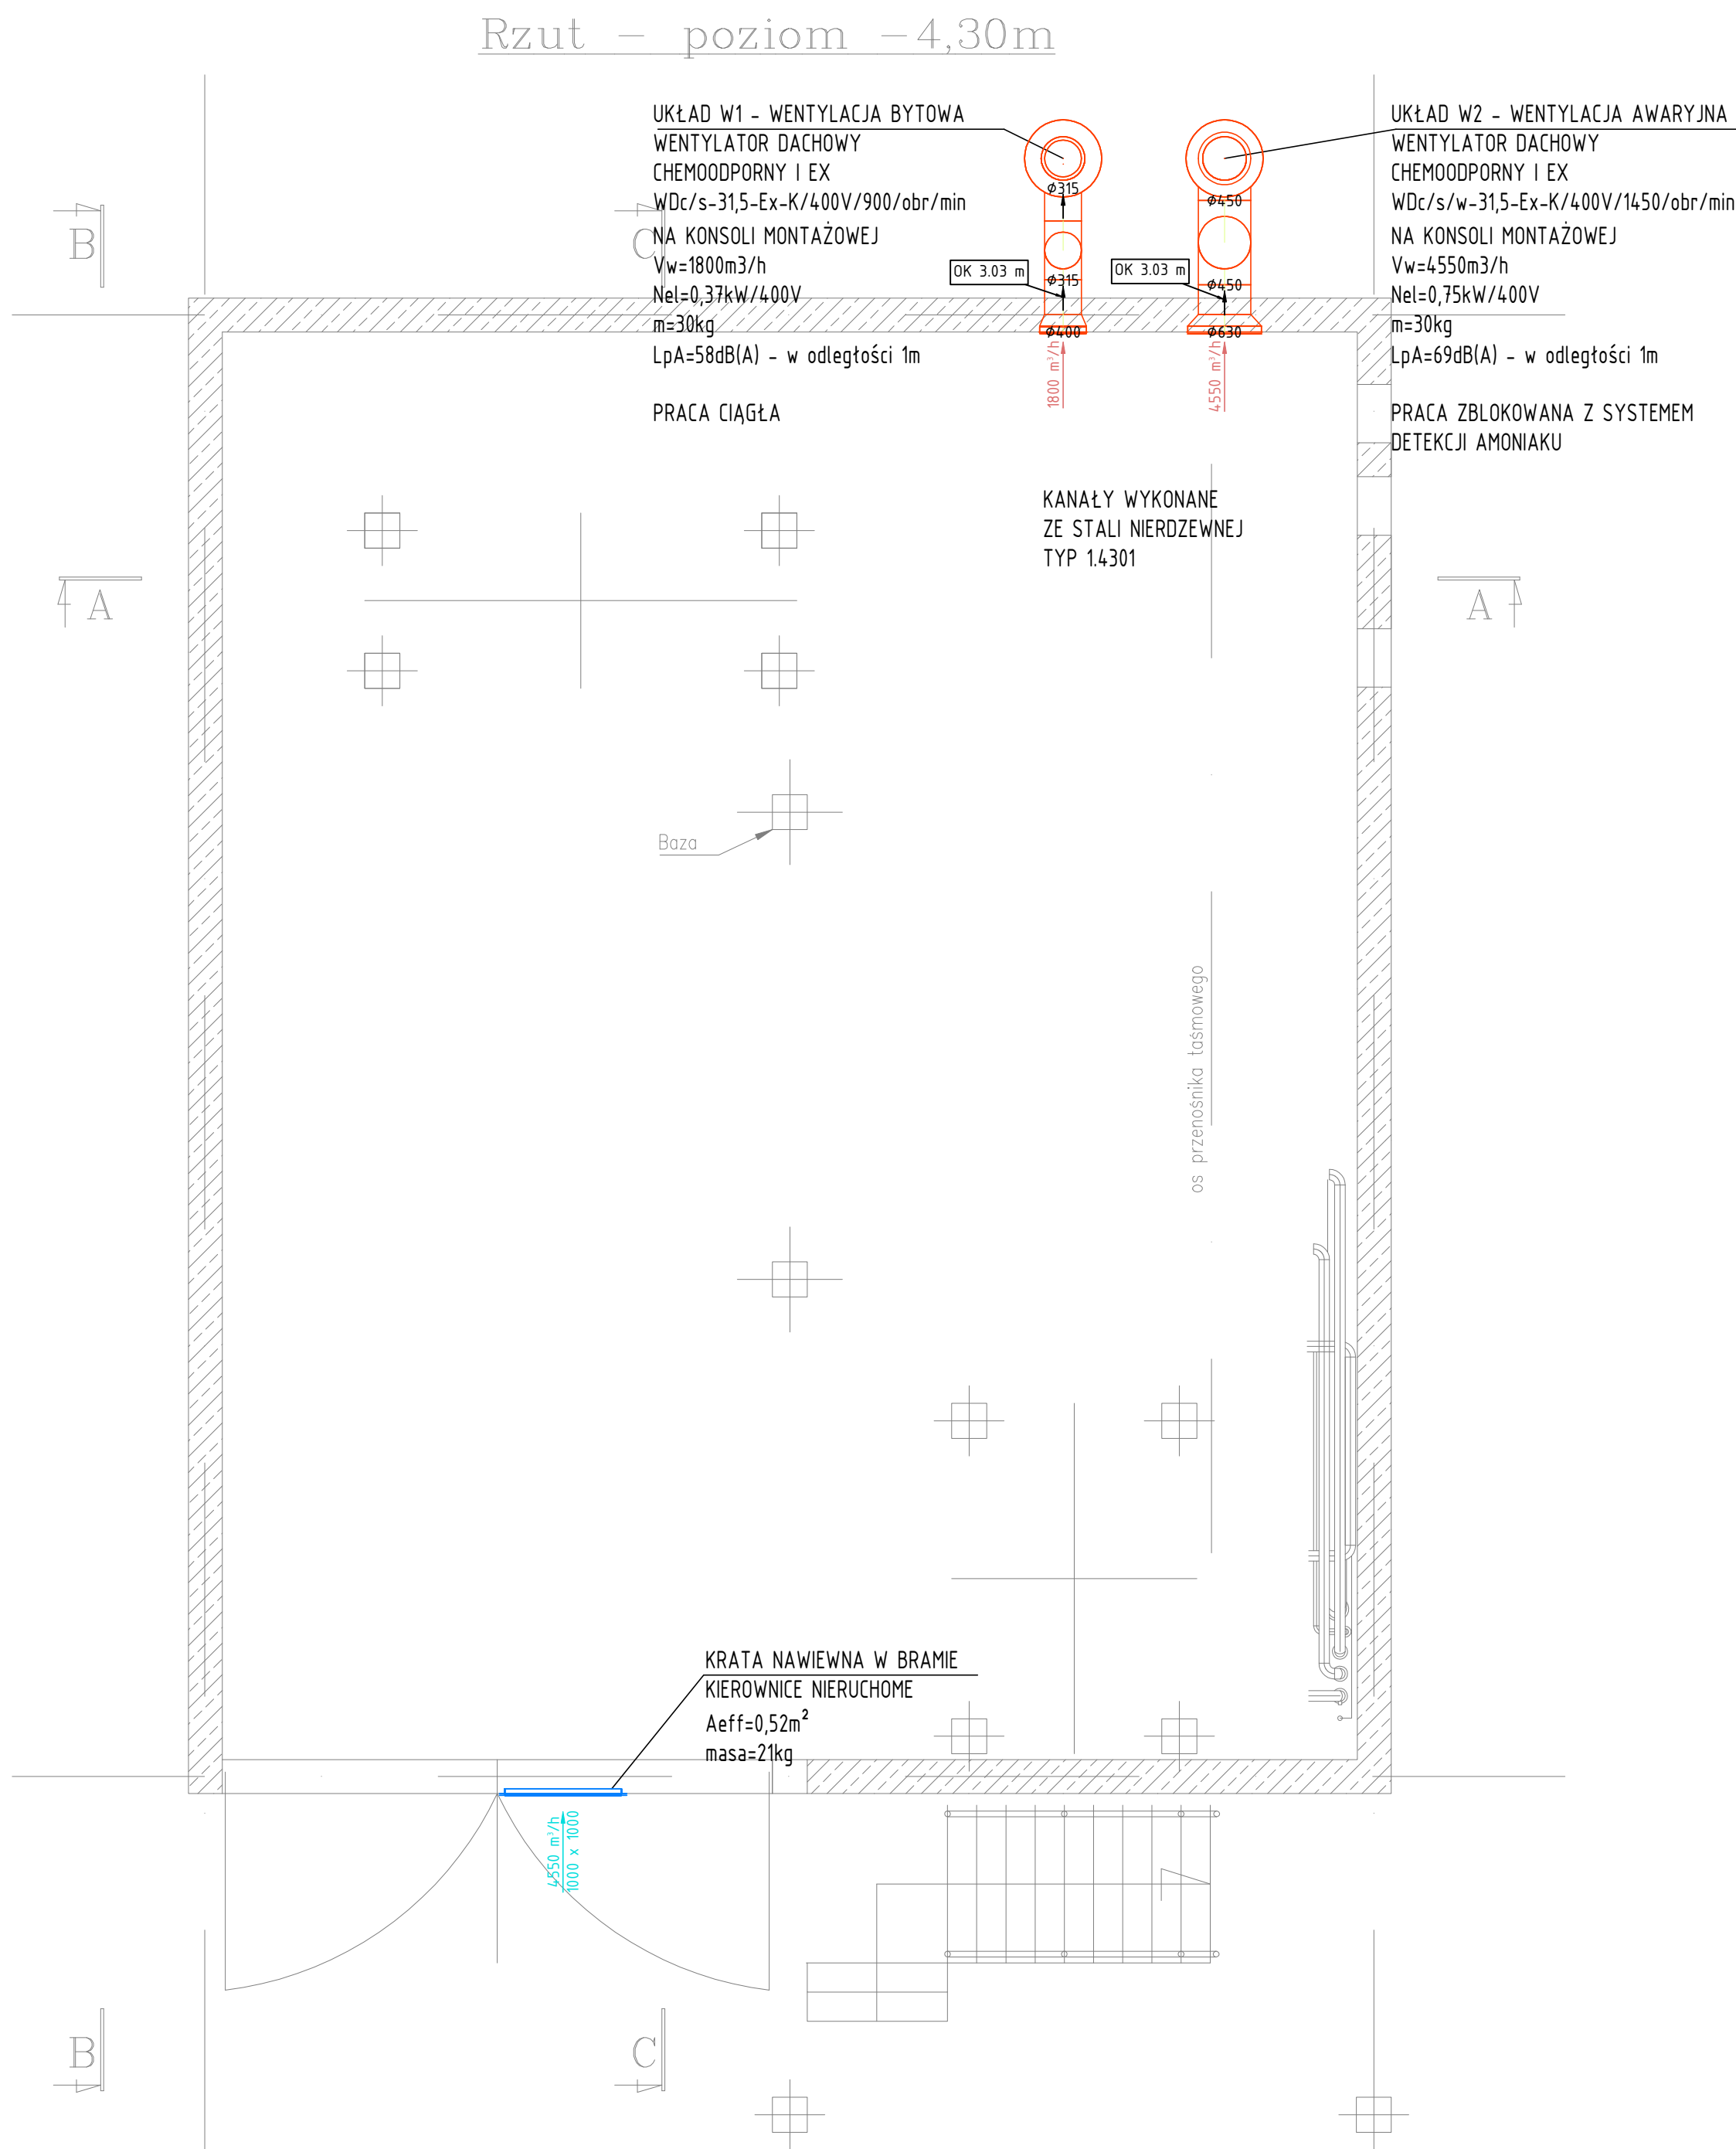 Rzut - poziom -4,30m
UKŁAD W1 - WENTYLACJA BYTOWA
WENTYLATOR DACHOWY
CHEMOODPORNY I EX
WDc/s-31,5-Ex-K/400V/900/obr/min
NA KONSOLI MONTAŻOWEJ
Vw=1800m3/h
Nel=0,37kW/400V
m=30kg
LpA=58dB(A) - w odległości 1m
PRACA CIĄGŁA
UKŁAD W2 - WENTYLACJA AWARYJNA
WENTYLATOR DACHOWY
CHEMOODPORNY I EX
WDc/s/w-31,5-Ex-K/400V/1450/obr/min
NA KONSOLI MONTAŻOWEJ
Vw=4550m3/h
Nel=0,75kW/400V
m=30kg
LpA=69dB(A) - w odległości 1m
PRACA ZBLOKOWANA Z SYSTEMEM
DETEKCJI AMONIAKU
ϕ315
ϕ450
B
C
OK 3.03 m
OK 3.03 m
ϕ315
ϕ450
ϕ400
ϕ630
1800 m³/h
4550 m³/h
KANAŁY WYKONANE
ZE STALI NIERDZEWNEJ
TYP 1.4301
A
A
Baza
os przenośnika taśmowego
KRATA NAWIEWNA W BRAMIE
KIEROWNICE NIERUCHOME
Aeff=0,52m²
masa=21kg
4550 m³/h
1000 x 1000
B
C